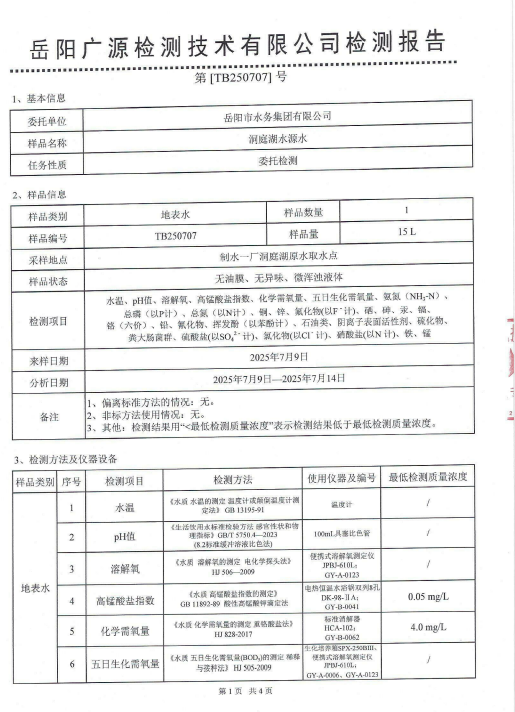 岳阳广源检测技术有限公司检测报告
第 [TB250707] 号
1、基本信息
委托单位 岳阳市水务集团有限公司
样品名称 洞庭湖水源水
任务性质 委托检测
2、样品信息
样品类别 地表水 样品数量 1
样品编号 TB250707 样品量 15 L
采样地点 制水一厂洞庭湖原水取水点
样品状态 无油膜、无异味、微浑浊液体
检测项目
水温、pH值、溶解氧、高锰酸盐指数、化学需氧量、五日生化需氧量、氨氮（NH₃-N）、
总磷（以P计）、总氮（以N计）、铜、锌、氟化物(以F⁻计)、硒、砷、汞、镉、
铬（六价）、铅、氰化物、挥发酚（以苯酚计）、石油类、阴离子表面活性剂、硫化物、
粪大肠菌群、硫酸盐(以SO₄²⁻计)、氯化物(以Cl⁻计)、硝酸盐(以N计)、铁、锰
来样日期 2025年7月9日
分析日期 2025年7月9日—2025年7月14日
备注
1、偏离标准方法的情况：无。
2、非标方法使用情况：无。
3、其他：检测结果用“<最低检测质量浓度”表示检测结果低于最低检测质量浓度。
3、检测方法及仪器设备
样品类别 序号 检测项目 检测方法 使用仪器及编号 最低检测质量浓度
地表水
1 水温 《水质 水温的测定 温度计或颠倒温度计测
定法》 GB 13195-91 温度计 /
2 pH值 《生活饮用水标准检验方法 感官性状和物
理指标》GB/T 5750.4—2023
(8.2标准缓冲溶液比色法) 100mL具塞比色管 /
3 溶解氧 《水质 溶解氧的测定 电化学探头法》
HJ 506—2009 便携式溶解氧测定仪
JPBJ-610L；
GY-A-0123 /
4 高锰酸盐指数 《水质 高锰酸盐指数的测定》
GB 11892-89 酸性高锰酸钾滴定法 电热恒温水浴锅双列8孔
DK-98-ⅡA；
GY-B-0041 0.05 mg/L
5 化学需氧量 《水质 化学需氧量的测定 重铬酸盐法》
HJ 828-2017 标准消解器
HCA-102；
GY-B-0062 4.0 mg/L
6 五日生化需氧量 《水质 五日生化需氧量(BOD₅)的测定 稀释
与接种法》 HJ 505-2009 生化培养箱SPX-250BIII、
便携式溶解氧测定仪
JPBJ-610L；
GY-A-0006、GY-A-0123 /
第 1 页 共 4 页